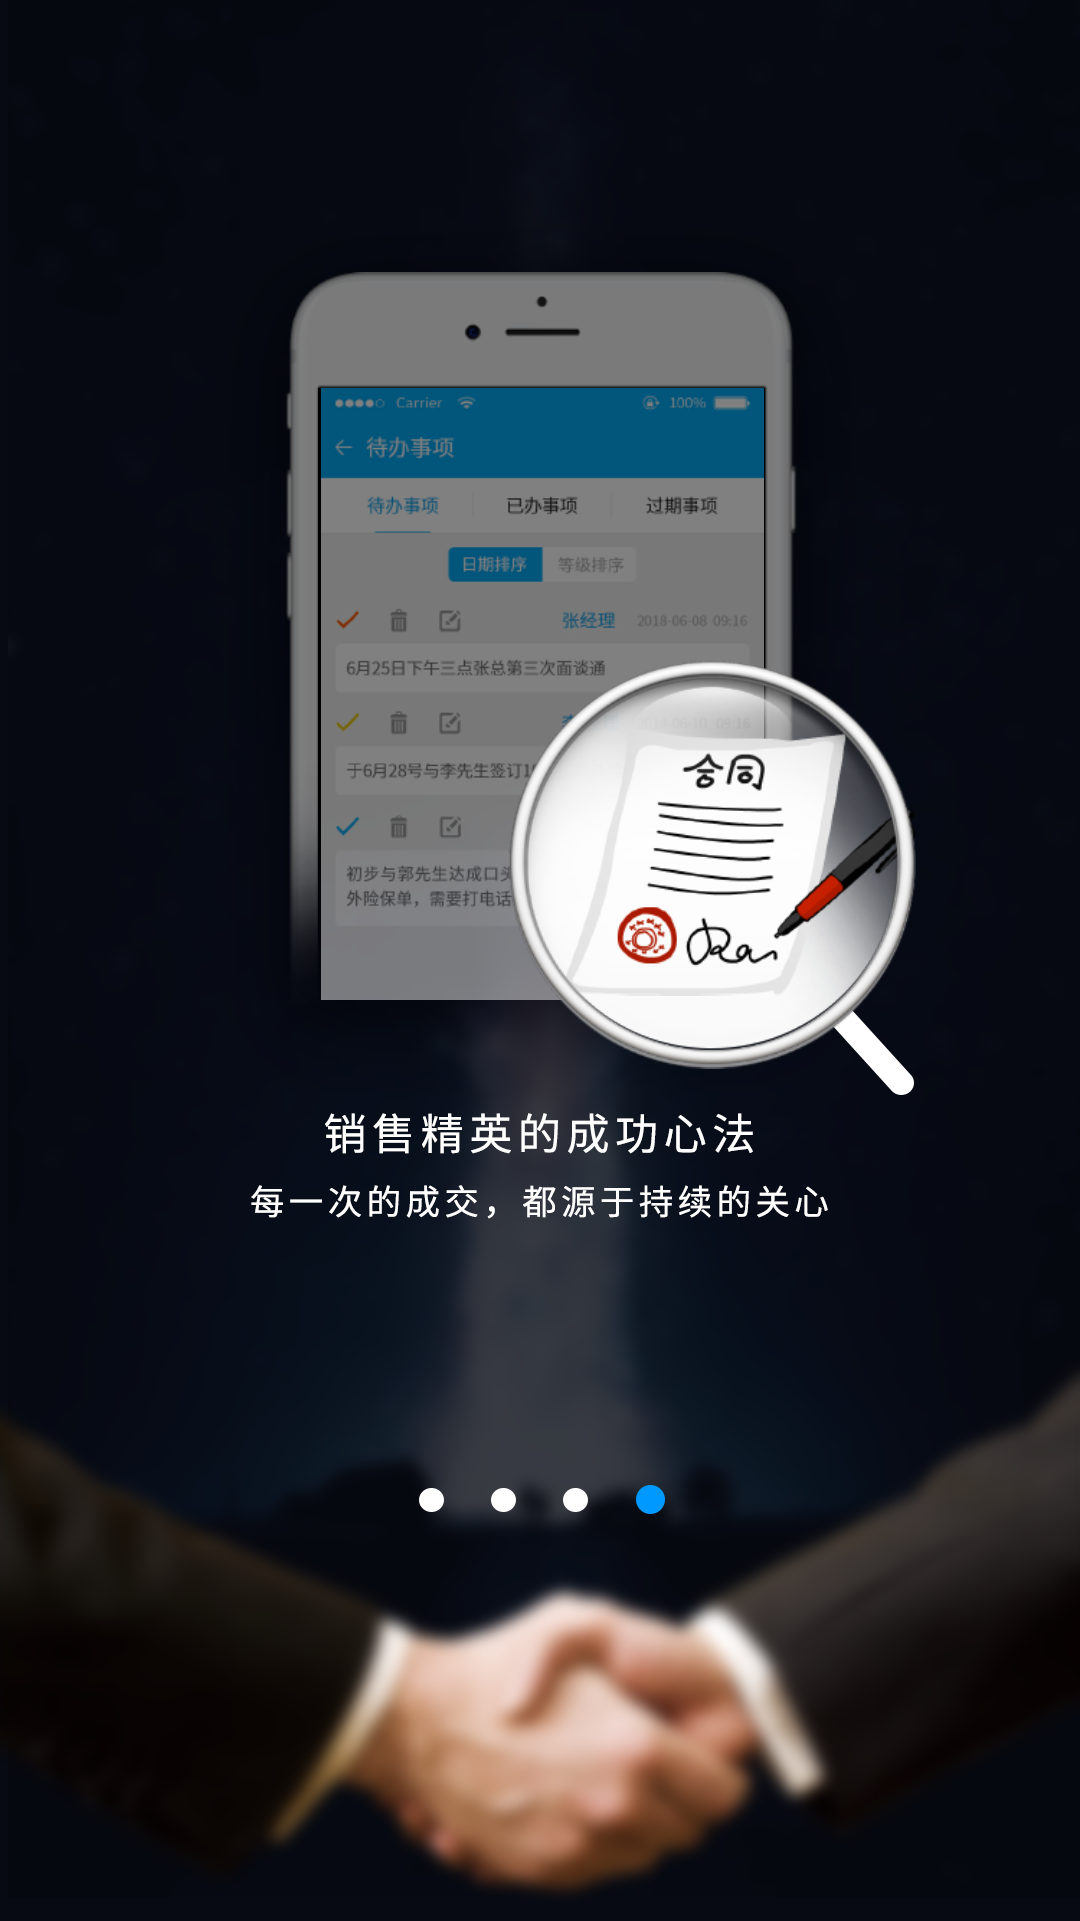 Carrier 100%
待办事项
待办事项 已办事项 过期事项
日期排序 等级排序
张经理 2018-06-08 09:16
6月25日下午三点张总第三次面谈通
2018-06-10 09:16
于6月28号与李先生签订1
初步与郭先生达成口
外险保单，需要打电话
合同
销售精英的成功心法
每一次的成交，都源于持续的关心